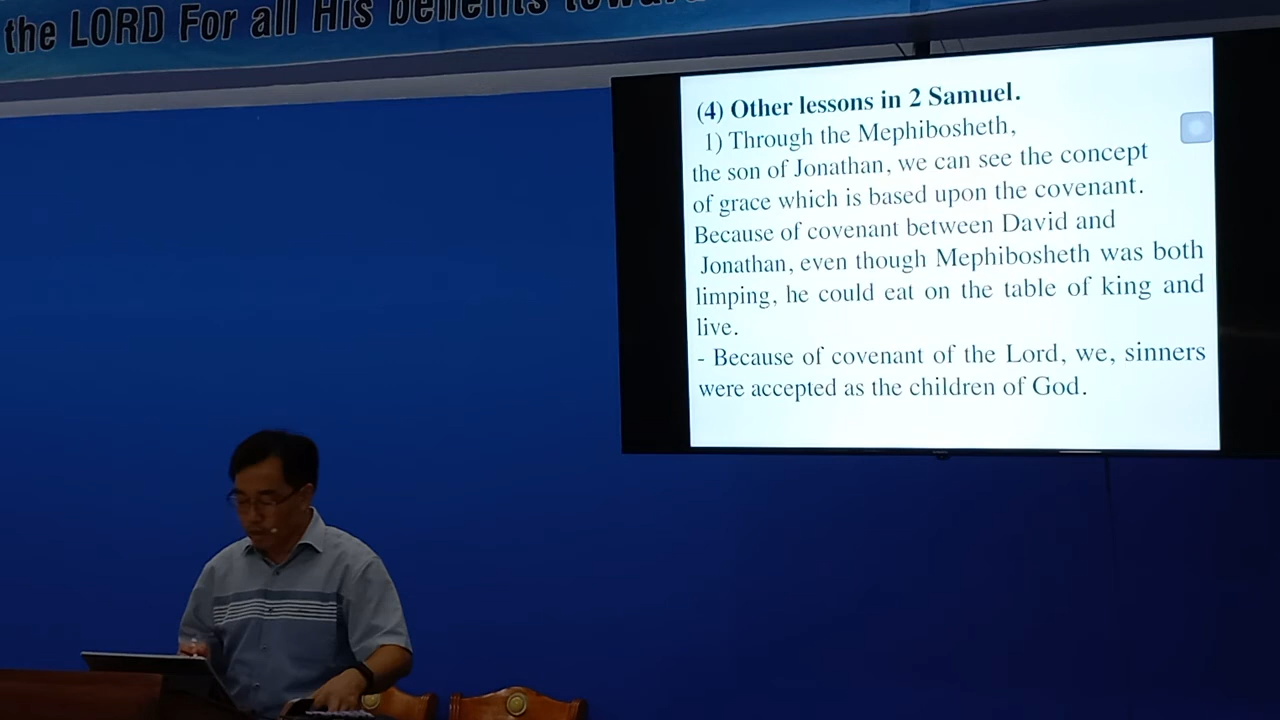 the LORD For all His benefits
(4) Other lessons in 2 Samuel.
1) Through the Mephibosheth,
the son of Jonathan, we can see the concept
of grace which is based upon the covenant.
Because of covenant between David and
Jonathan, even though Mephibosheth was both
limping, he could eat on the table of king and
live.
- Because of covenant of the Lord, we, sinners
were accepted as the children of God.